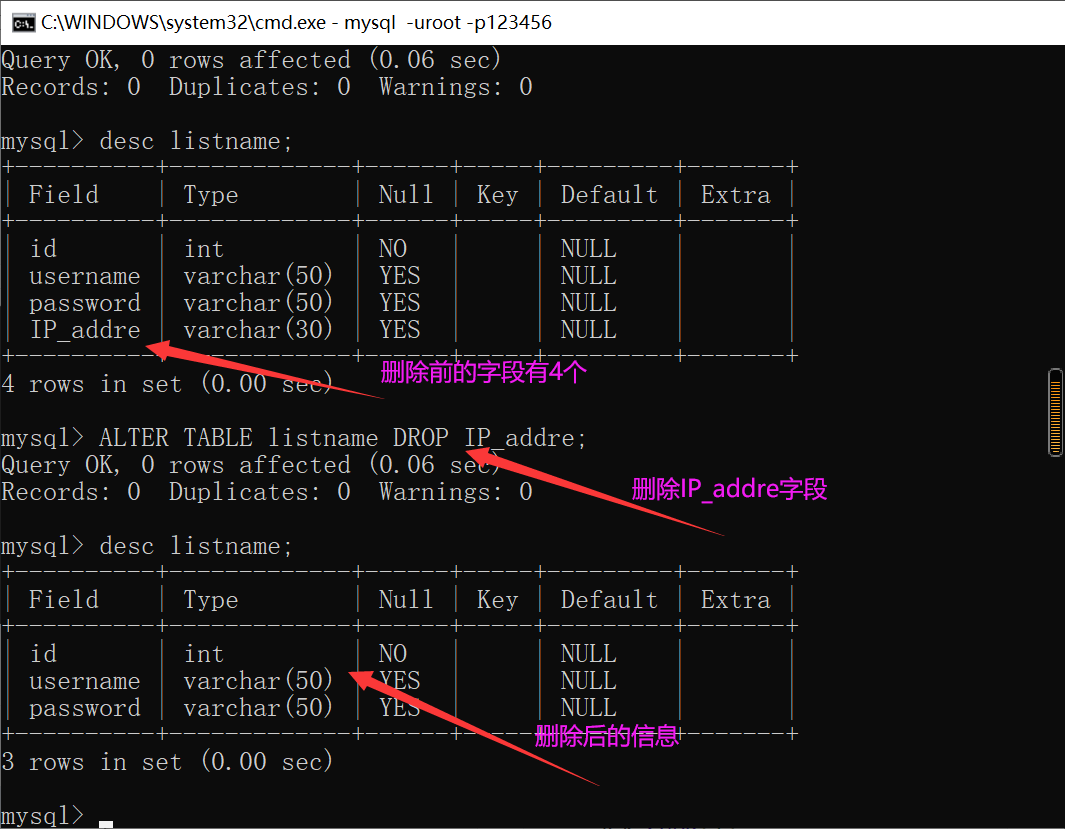 C:\WINDOWS\system32\cmd.exe - mysql  -uroot -p123456
Query OK, 0 rows affected (0.06 sec)
Records: 0  Duplicates: 0  Warnings: 0
mysql> desc listname;
+----------+-------------+------+-----+---------+-------+
| Field    | Type        | Null | Key | Default | Extra |
+----------+-------------+------+-----+---------+-------+
| id       | int         | NO   |     | NULL    |       |
| username | varchar(50) | YES  |     | NULL    |       |
| password | varchar(50) | YES  |     | NULL    |       |
| IP_addre | varchar(30) | YES  |     | NULL    |       |
+----------+-------------+------+-----+---------+-------+
删除前的字段有4个
4 rows in set (0.00 sec)
mysql> ALTER TABLE listname DROP IP_addre;
Query OK, 0 rows affected (0.06 sec)
删除IP_addre字段
Records: 0  Duplicates: 0  Warnings: 0
mysql> desc listname;
+----------+-------------+------+-----+---------+-------+
| Field    | Type        | Null | Key | Default | Extra |
+----------+-------------+------+-----+---------+-------+
| id       | int         | NO   |     | NULL    |       |
| username | varchar(50) | YES  |     | NULL    |       |
| password | varchar(50) | YES  |     | NULL    |       |
+----------+-------------+------+-----+---------+-------+
删除后的信息
3 rows in set (0.00 sec)
mysql>